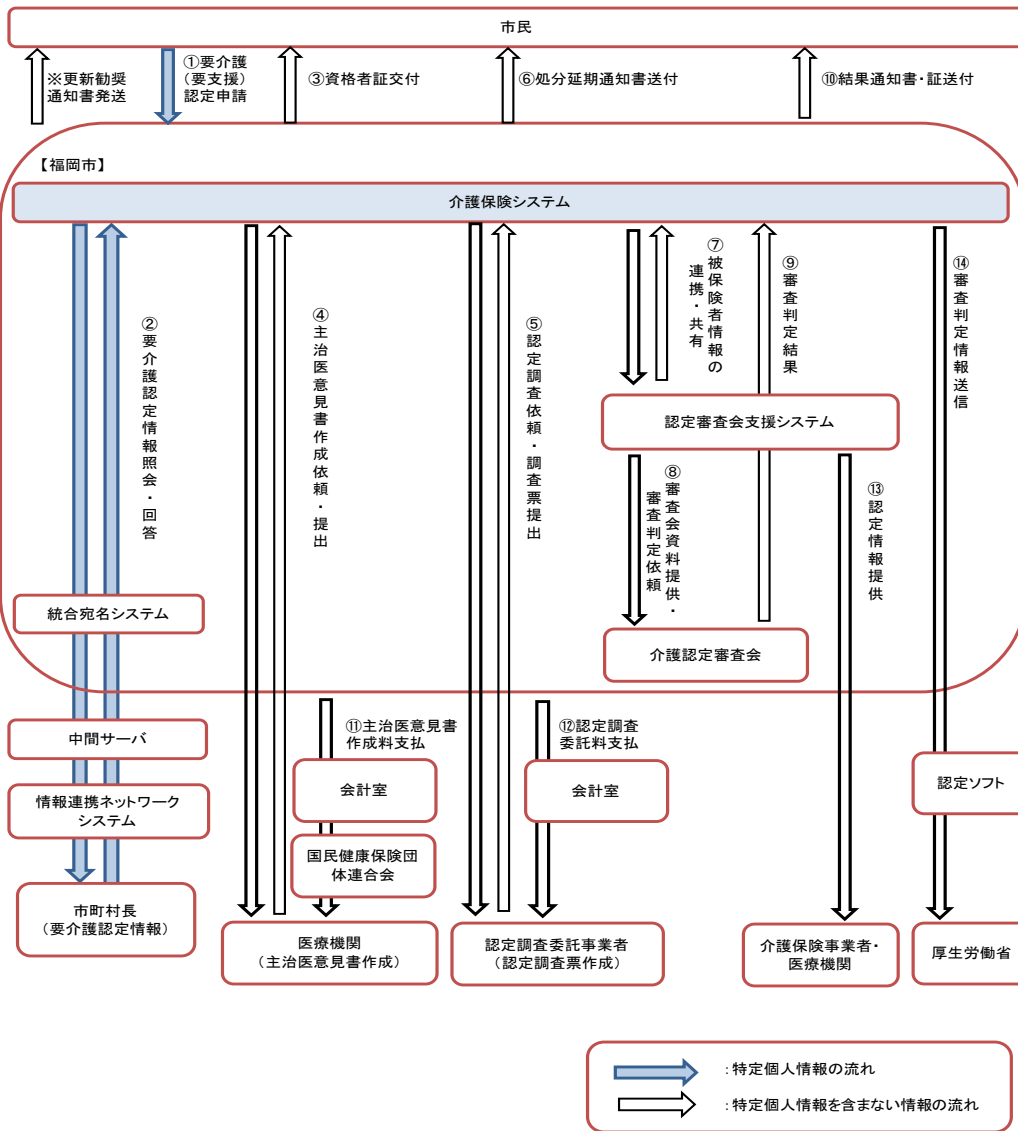 市民
※更新勧奨
通知書発送
①要介護
(要支援)
認定申請
③資格者証交付
⑥処分延期通知書送付
⑩結果通知書・証送付
【福岡市】
介護保険システム
②要介護認定情報照会・回答
④主治医意見書作成依頼・提出
⑤認定調査依頼・調査票提出
⑦被保険者情報の
連携・共有
⑨審査判定結果
⑭審査判定情報送信
認定審査会支援システム
⑧審査会資料提供・
審査判定依頼
⑬認定情報提供
統合宛名システム
介護認定審査会
中間サーバ
⑪主治医意見書
作成料支払
⑫認定調査
委託料支払
会計室
会計室
認定ソフト
情報連携ネットワーク
システム
国民健康保険団
体連合会
市町村長
(要介護認定情報)
医療機関
(主治医意見書作成)
認定調査委託事業者
(認定調査票作成)
介護保険事業者・
医療機関
厚生労働省
:特定個人情報の流れ
:特定個人情報を含まない情報の流れ